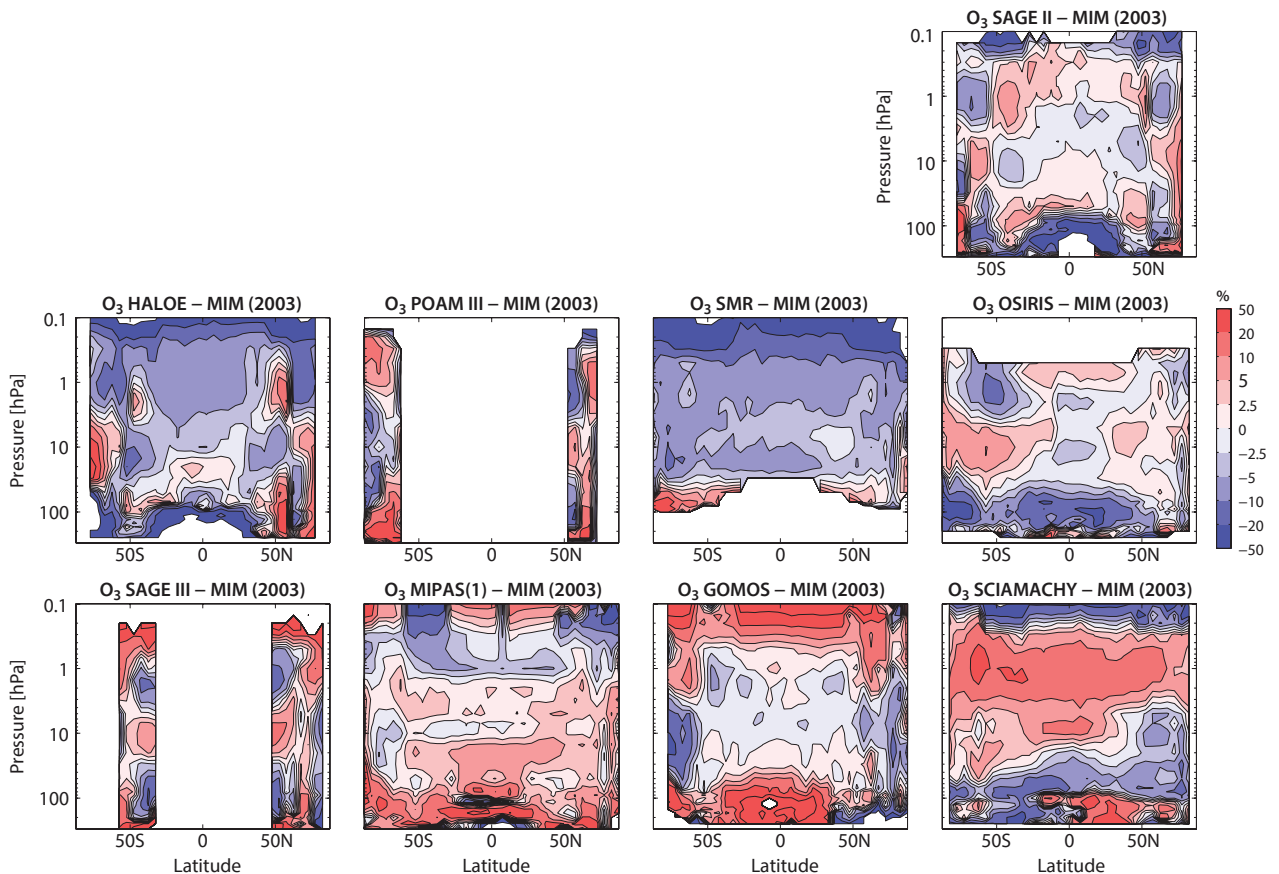 O3 SAGE II – MIM (2003)
0.1
1
10
100
Pressure [hPa]
50S 0 50N
O3 HALOE – MIM (2003)
O3 POAM III – MIM (2003)
O3 SMR – MIM (2003)
O3 OSIRIS – MIM (2003)
0.1
1
10
100
Pressure [hPa]
50S 0 50N
50S 0 50N
50S 0 50N
50S 0 50N
%
50
20
10
5
2.5
0
−2.5
−5
−10
−20
−50
O3 SAGE III – MIM (2003)
O3 MIPAS(1) – MIM (2003)
O3 GOMOS – MIM (2003)
O3 SCIAMACHY – MIM (2003)
0.1
1
10
100
Pressure [hPa]
50S 0 50N
50S 0 50N
50S 0 50N
50S 0 50N
Latitude
Latitude
Latitude
Latitude